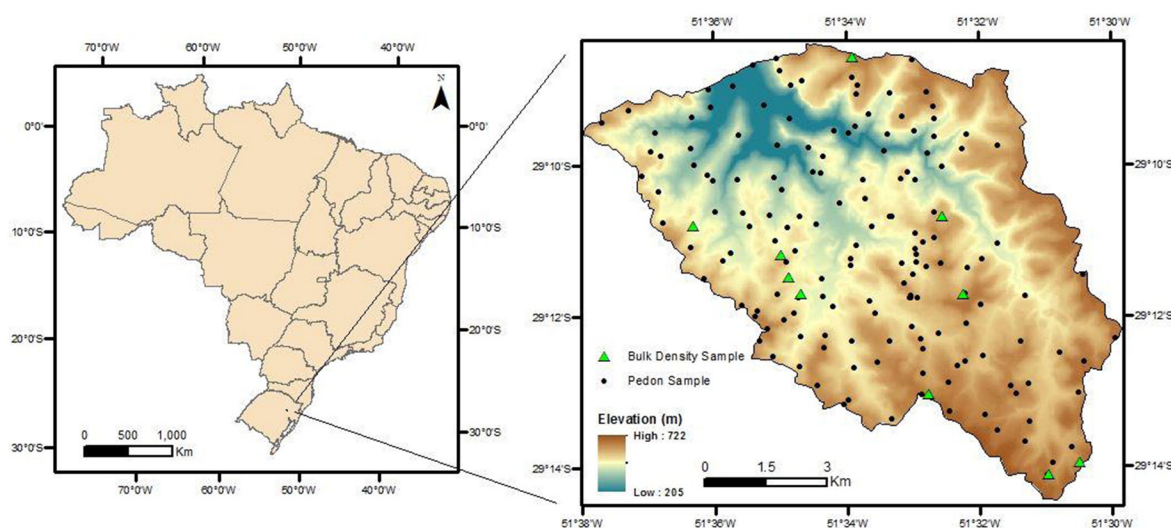 70°0'W 60°0'W 50°0'W 40°0'W
N
0°0' 0°0'
10°0'S 10°0'S
20°0'S 20°0'S
30°0'S 30°0'S
0 500 1,000
Km
70°0'W 60°0'W 50°0'W 40°0'W
51°36'W 51°34'W 51°32'W 51°30'W
29°10'S 29°10'S
29°12'S 29°12'S
29°14'S 29°14'S
Bulk Density Sample
Pedon Sample
Elevation (m)
High : 722
Low : 205
0 1.5 3
Km
51°38'W 51°36'W 51°34'W 51°32'W 51°30'W